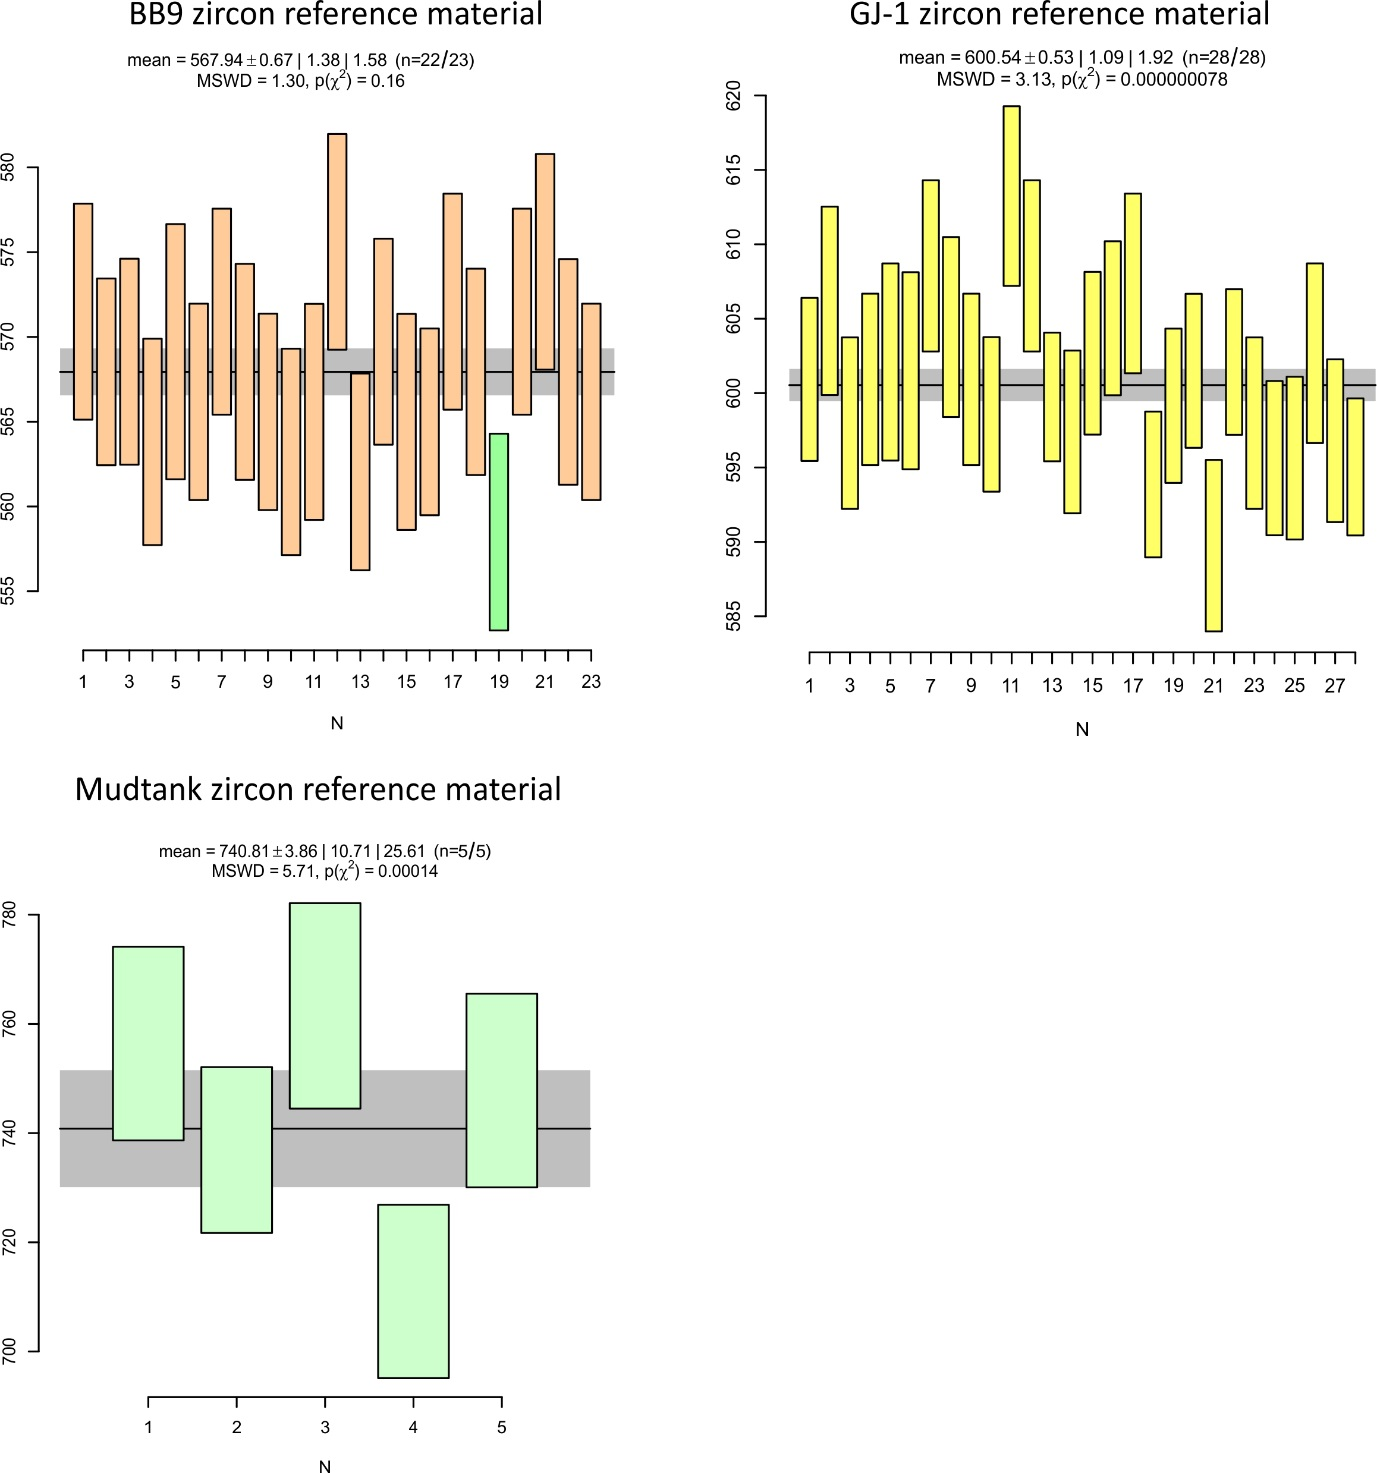 BB9 zircon reference material
mean = 567.94 ± 0.67 | 1.38 | 1.58 (n=22/23)
MSWD = 1.30, p(χ²) = 0.16
580
575
570
565
560
555
1 3 5 7 9 11 13 15 17 19 21 23
N
GJ-1 zircon reference material
mean = 600.54 ± 0.53 | 1.09 | 1.92 (n=28/28)
MSWD = 3.13, p(χ²) = 0.000000078
620
615
610
605
600
595
590
585
1 3 5 7 9 11 13 15 17 19 21 23 25 27
N
Mudtank zircon reference material
mean = 740.81 ± 3.86 | 10.71 | 25.61 (n=5/5)
MSWD = 5.71, p(χ²) = 0.00014
780
760
740
720
700
1 2 3 4 5
N